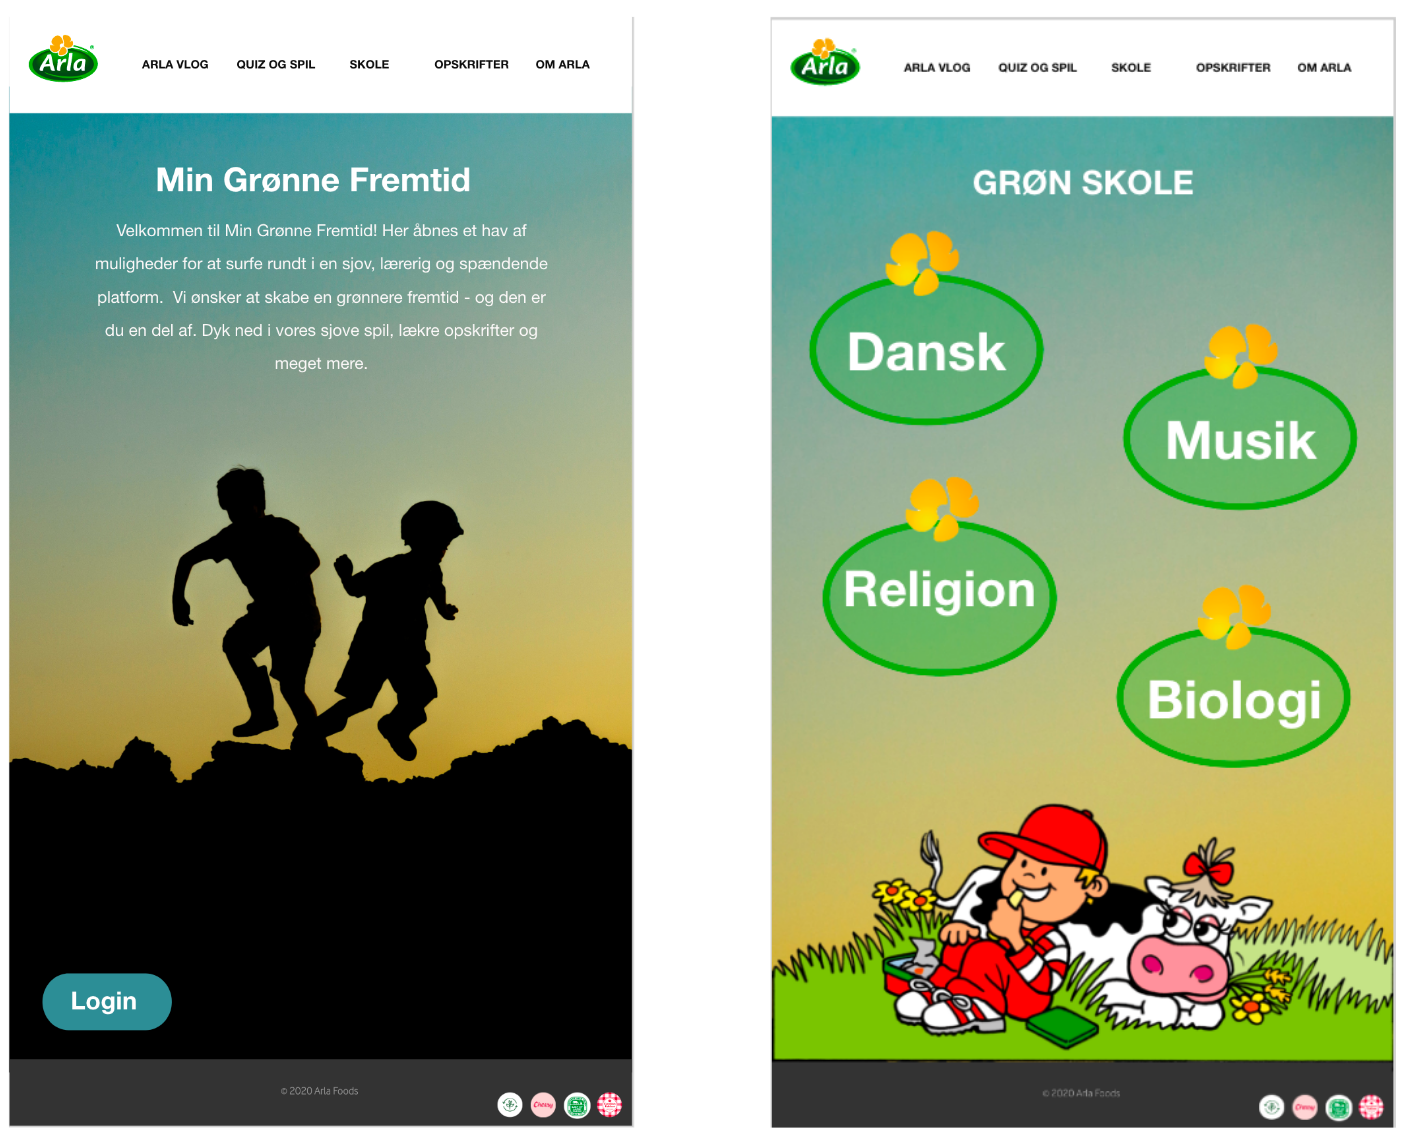 Arla
ARLA VLOG QUIZ OG SPIL SKOLE OPSKRIFTER OM ARLA
Min Grønne Fremtid
Velkommen til Min Grønne Fremtid! Her åbnes et hav af
muligheder for at surfe rundt i en sjov, lærerig og spændende
platform. Vi ønsker at skabe en grønnere fremtid - og den er
du en del af. Dyk ned i vores sjove spil, lækre opskrifter og
meget mere.
Login
© 2020 Arla Foods
Cheasy
Arla
ARLA VLOG QUIZ OG SPIL SKOLE OPSKRIFTER OM ARLA
GRØN SKOLE
Dansk
Musik
Religion
Biologi
© 2020 Arla Foods
Cheasy